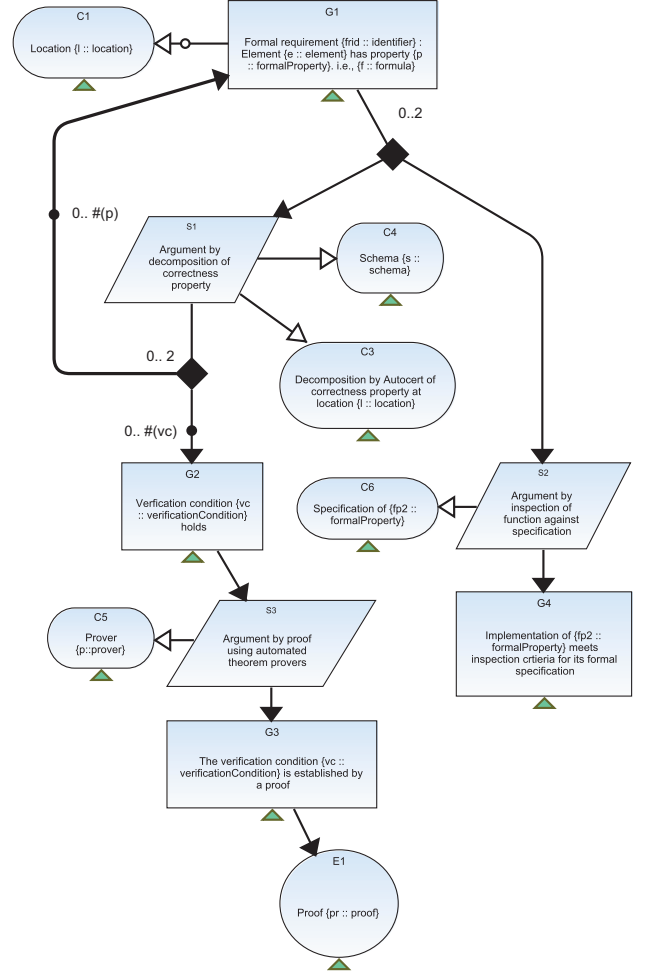 C1
Location {l :: location}
G1
Formal requirement {frid :: identifier} :
Element {e :: element} has property {p
:: formalProperty}. i.e., {f :: formula}
0..2
0.. #(p)
S1
Argument by
decomposition of
correctness
property
C4
Schema {s ::
schema}
C3
Decomposition by Autocert of
correctness property at
location {l :: location}
0.. 2
0.. #(vc)
G2
Verfication condition {vc
:: verificationCondition}
holds
C6
Specification of {fp2 ::
formalProperty}
S2
Argument by
inspection of
function against
specification
C5
Prover
{p::prover}
S3
Argument by proof
using automated
theorem provers
G4
Implementation of {fp2 ::
formalProperty} meets
inspection crtieria for its formal
specification
G3
The verification condition {vc ::
verificationCondition} is established by
a proof
E1
Proof {pr :: proof}